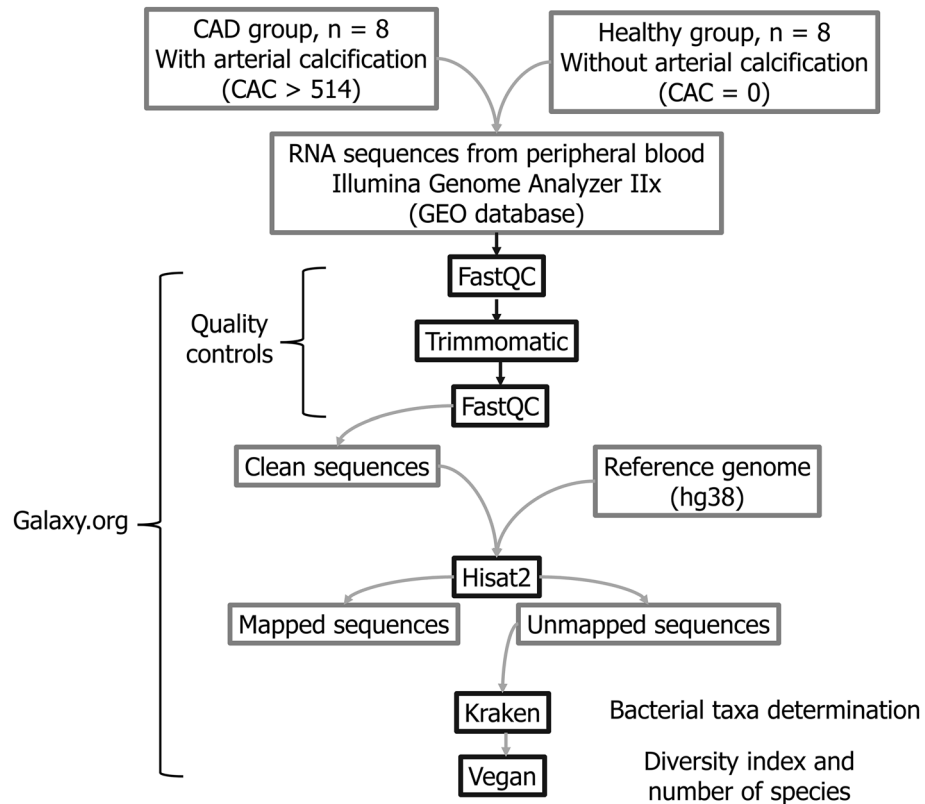 CAD group, n = 8
With arterial calcification
(CAC > 514)
Healthy group, n = 8
Without arterial calcification
(CAC = 0)
RNA sequences from peripheral blood
Illumina Genome Analyzer IIx
(GEO database)
FastQC
Quality
controls
Trimmomatic
FastQC
Clean sequences
Reference genome
(hg38)
Galaxy.org
Hisat2
Mapped sequences
Unmapped sequences
Kraken
Bacterial taxa determination
Vegan
Diversity index and
number of species